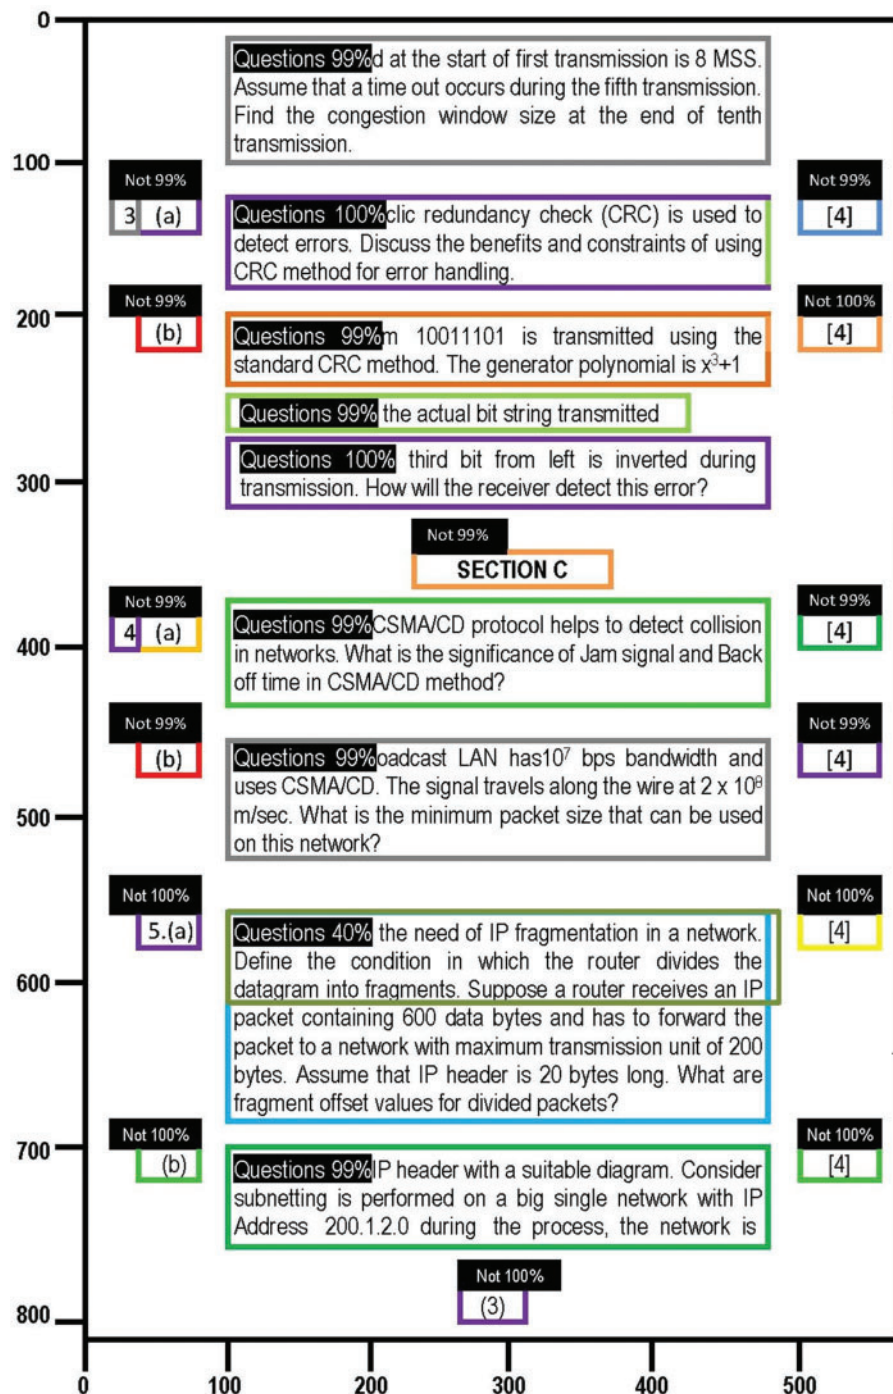 0
Questions 99%d at the start of first transmission is 8 MSS.
Assume that a time out occurs during the fifth transmission.
Find the congestion window size at the end of tenth
transmission.
100
Not 99%
Not 99%
3 (a) Questions 100%clic redundancy check (CRC) is used to [4]
detect errors. Discuss the benefits and constraints of using
CRC method for error handling.
Not 99%
Not 100%
200
(b) Questions 99%m 10011101 is transmitted using the [4]
standard CRC method. The generator polynomial is x³+1
Questions 99% the actual bit string transmitted
Questions 100% third bit from left is inverted during
300 transmission. How will the receiver detect this error?
Not 99%
SECTION C
Not 99%
Not 99%
4 (a) Questions 99%CSMA/CD protocol helps to detect collision [4]
400 in networks. What is the significance of Jam signal and Back
off time in CSMA/CD method?
Not 99%
Not 99%
(b) Questions 99%oadcast LAN has10⁷ bps bandwidth and [4]
uses CSMA/CD. The signal travels along the wire at 2 x 10⁸
m/sec. What is the minimum packet size that can be used
500 on this network?
Not 100%
Not 100%
5.(a) Questions 40% the need of IP fragmentation in a network. [4]
Define the condition in which the router divides the
600 datagram into fragments. Suppose a router receives an IP
packet containing 600 data bytes and has to forward the
packet to a network with maximum transmission unit of 200
bytes. Assume that IP header is 20 bytes long. What are
fragment offset values for divided packets?
Not 100%
Not 100%
700
(b) Questions 99%IP header with a suitable diagram. Consider [4]
subnetting is performed on a big single network with IP
Address 200.1.2.0 during the process, the network is
Not 100%
(3)
800
0 100 200 300 400 500